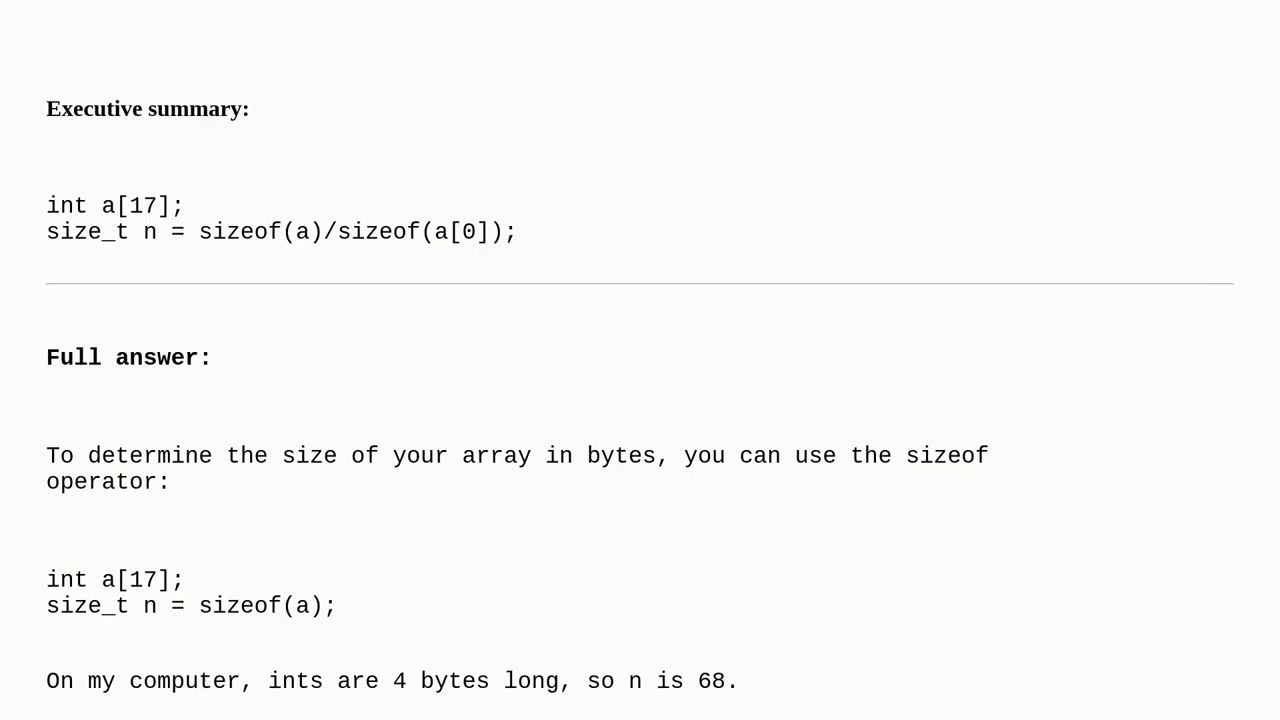 Executive summary:
int a[17];
size_t n = sizeof(a)/sizeof(a[0]);
Full answer:
To determine the size of your array in bytes, you can use the sizeof
operator:
int a[17];
size_t n = sizeof(a);
On my computer, ints are 4 bytes long, so n is 68.